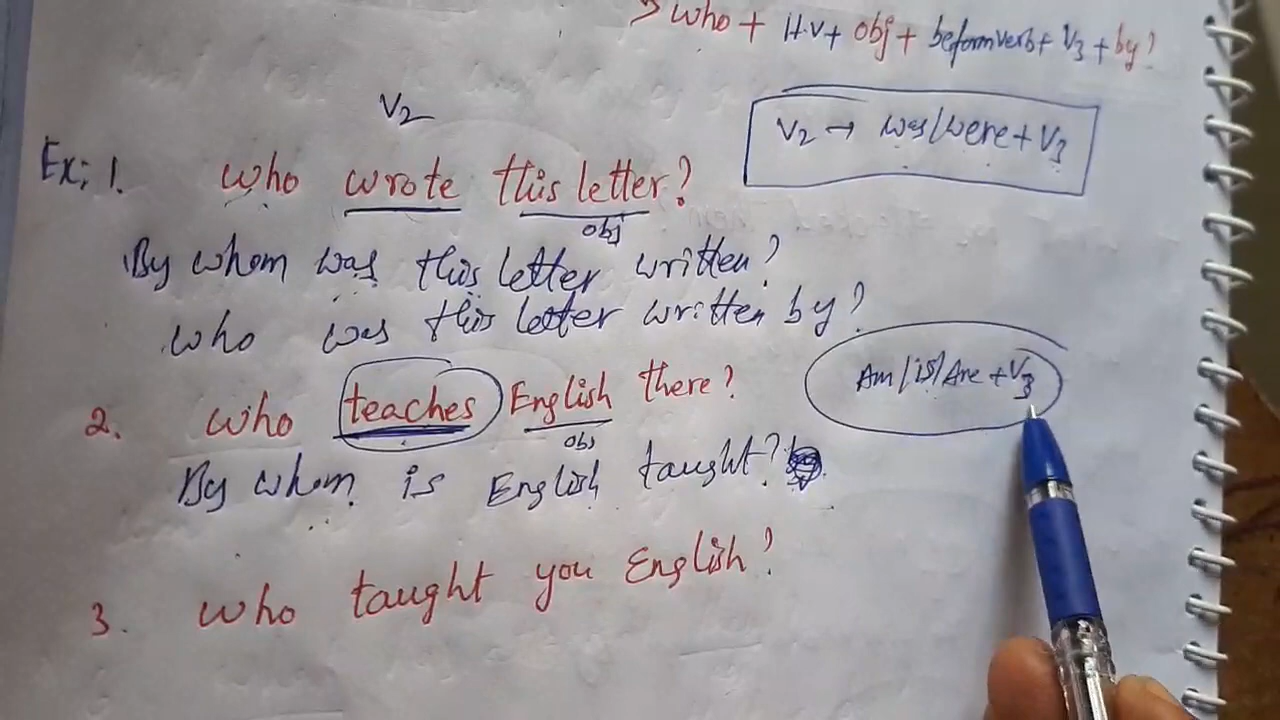 > Who + H.v + obj + beformverb + V3 + by?
V2
V2 → was/were + V3
Ex; 1. Who wrote this letter?
obj
By whom was this letter written?
Who was this letter written by?
Am/is/Are + V3
2. Who teaches English there?
obj
By whom is English taught?
3. Who taught you English?